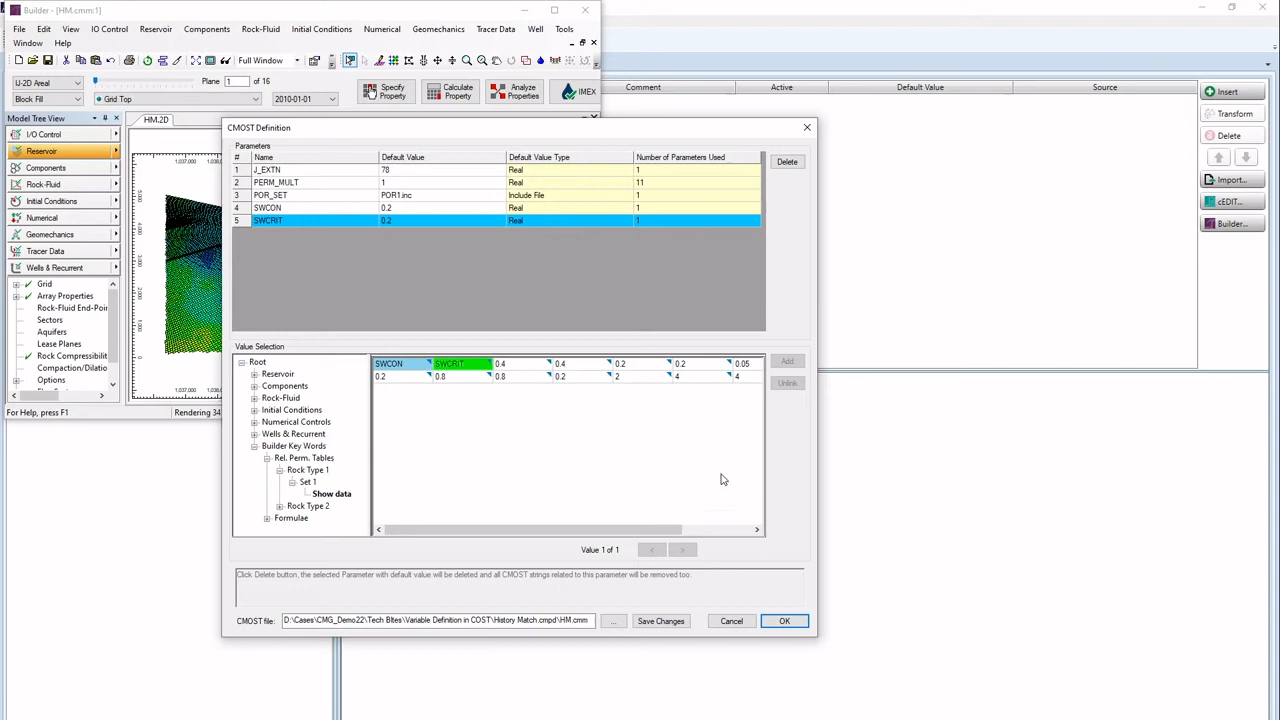 Builder - [HM.cmm:1]
File Edit View IO Control Reservoir Components Rock-Fluid Initial Conditions Numerical Geomechanics Tracer Data Well Tools
Window Help
Full Window
IJ-2D Areal
Plane 1 of 16
Specify Property
Calculate Property
Analyze Properties
IMEX
Block Fill
Grid Top
2010-01-01
Model Tree View
HM.2D
I/O Control
Reservoir
Components
Rock-Fluid
Initial Conditions
Numerical
Geomechanics
Tracer Data
Wells & Recurrent
Grid
Array Properties
Rock-Fluid End-Poi
Sectors
Aquifers
Lease Planes
Rock Compressibilit
Compaction/Dilatio
Options
For Help, press F1
Rendering 34
CMOST Definition
Parameters
# Name Default Value Default Value Type Number of Parameters Used
1 J_EXTN 78 Real 1
2 PERM_MULT 1 Real 11
3 POR_SET POR1.inc Include File 1
4 SWCON 0.2 Real 1
5 SWCRIT 0.2 Real 1
Delete
Value Selection
Root
Reservoir
Components
Rock-Fluid
Initial Conditions
Numerical Controls
Wells & Recurrent
Builder Key Words
Rel. Perm. Tables
Rock Type 1
Set 1
Show data
Rock Type 2
Formulae
SWCON SWCRIT 0.4 0.4 0.2 0.2 0.05
0.2 0.8 0.8 0.2 2 4 4
Add
Unlink
Value 1 of 1
< >
Click Delete button, the selected Parameter with default value will be deleted and all CMOST strings related to this parameter will be removed too.
CMOST file: D:\Cases\CMG_Demo22\Tech BItes\Variable Definition in COST\History Match.cmpd\HM.cmm ... Save Changes Cancel OK
Comment Active Default Value Source
Insert
Transform
Delete
Import...
cEDIT...
Builder...